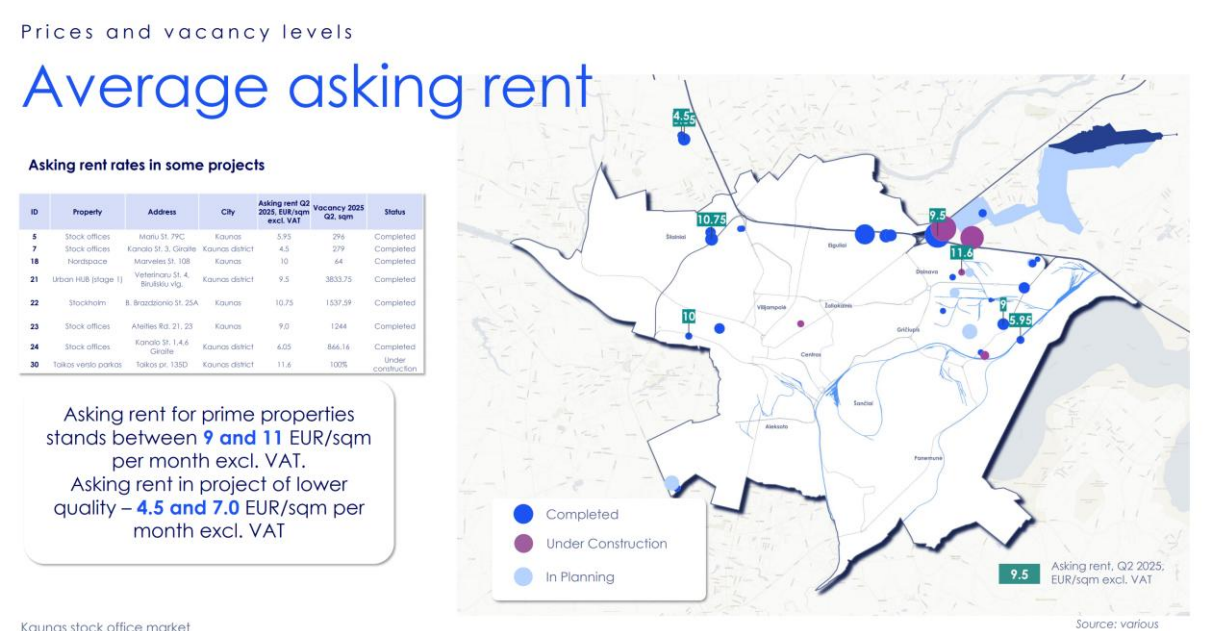 Prices and vacancy levels
Average asking rent
Asking rent rates in some projects
ID Property Address City Asking rent Q2 2025, EUR/sqm excl. VAT Vacancy 2025 Q2, sqm Status
5 Stock offices Mariu St. 79C Kaunas 5.95 296 Completed
7 Stock offices Kanalo St. 3, Giraite Kaunas district 4.5 279 Completed
18 Nordspace Marveles St. 108 Kaunas 10 64 Completed
21 Urban HUB (stage 1) Veterinaru St. 4, Biruliskiu vlg. Kaunas district 9.5 3833.75 Completed
22 Stockholm B. Brazdzionio St. 25A Kaunas 10.75 1537.59 Completed
23 Stock offices Ateities Rd. 21, 23 Kaunas 9.0 1244 Completed
24 Stock offices Kanalo St. 1,4,6 Giraite Kaunas district 6.05 866.16 Completed
30 Taikos verslo parkas Taikos pr. 135D Kaunas district 11.6 100% Under construction
Asking rent for prime properties
stands between 9 and 11 EUR/sqm
per month excl. VAT.
Asking rent in project of lower
quality – 4.5 and 7.0 EUR/sqm per
month excl. VAT
4.5
10.75
9.5
11.6
10
9
5.95
Šilainiai
Eiguliai
Dainava
Vilijampolė
Žaliakalnis
Gričiupis
Centras
Šančiai
Aleksotas
Panemunė
Completed
Under Construction
In Planning
9.5
Asking rent, Q2 2025,
EUR/sqm excl. VAT
Kaunas stock office market
Source: various